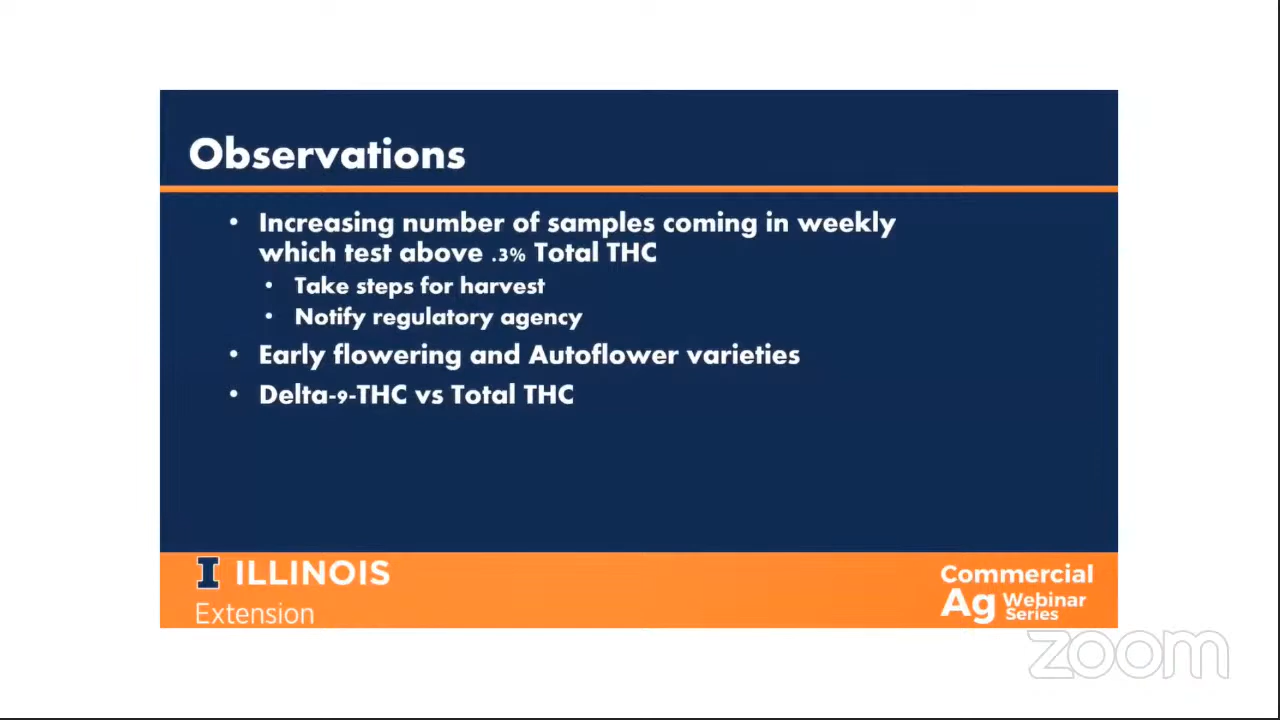 Observations
• Increasing number of samples coming in weekly
which test above .3% Total THC
• Take steps for harvest
• Notify regulatory agency
• Early flowering and Autoflower varieties
• Delta-9-THC vs Total THC
I ILLINOIS
Extension
Commercial
Ag Webinar
Series
zoom